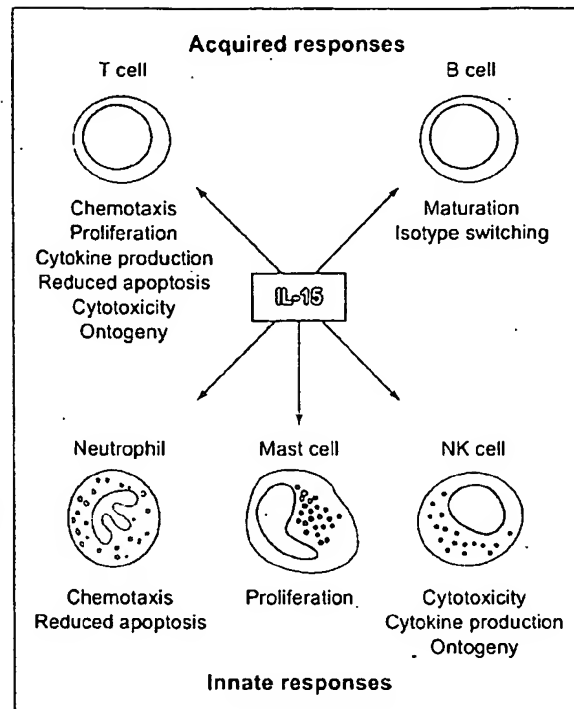 Acquired responses
T cell
B cell
Chemotaxis
Proliferation
Cytokine production
Reduced apoptosis
Cytotoxicity
Ontogeny
Maturation
Isotype switching
IL-15
Neutrophil
Mast cell
NK cell
Chemotaxis
Reduced apoptosis
Proliferation
Cytotoxicity
Cytokine production
Ontogeny
Innate responses